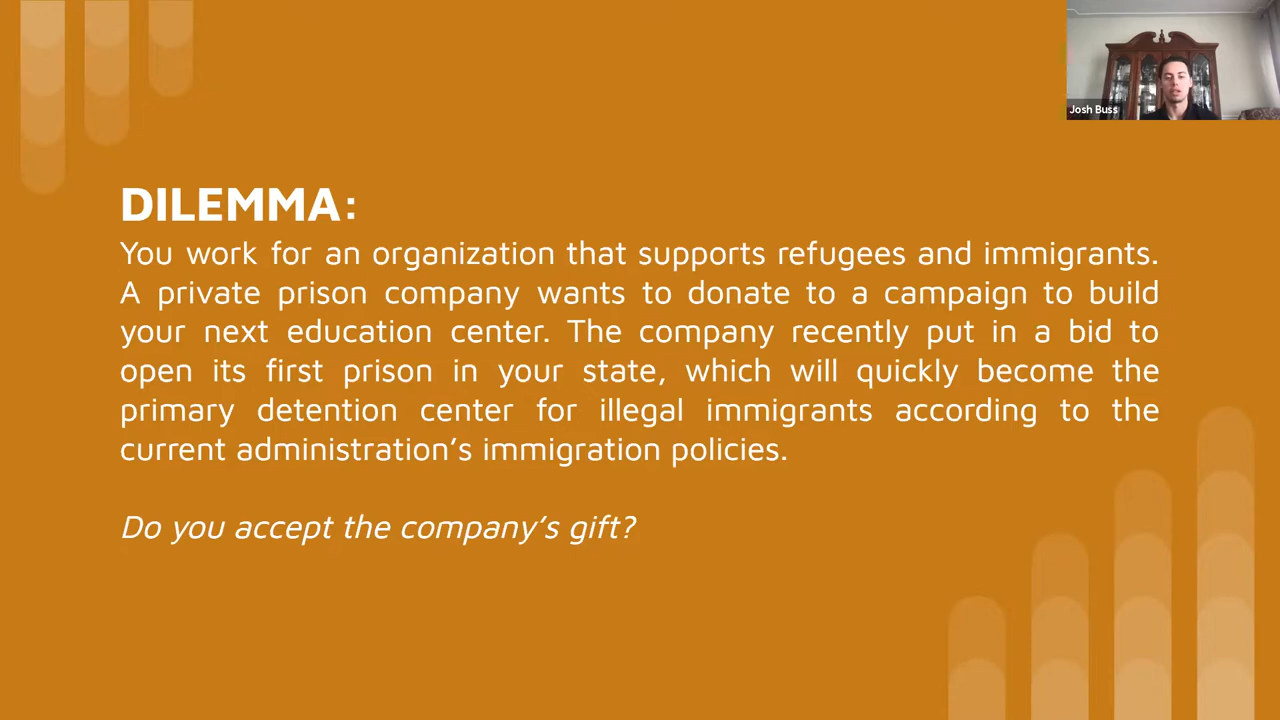 Josh Buss
DILEMMA:
You work for an organization that supports refugees and immigrants.
A private prison company wants to donate to a campaign to build
your next education center. The company recently put in a bid to
open its first prison in your state, which will quickly become the
primary detention center for illegal immigrants according to the
current administration’s immigration policies.
Do you accept the company’s gift?